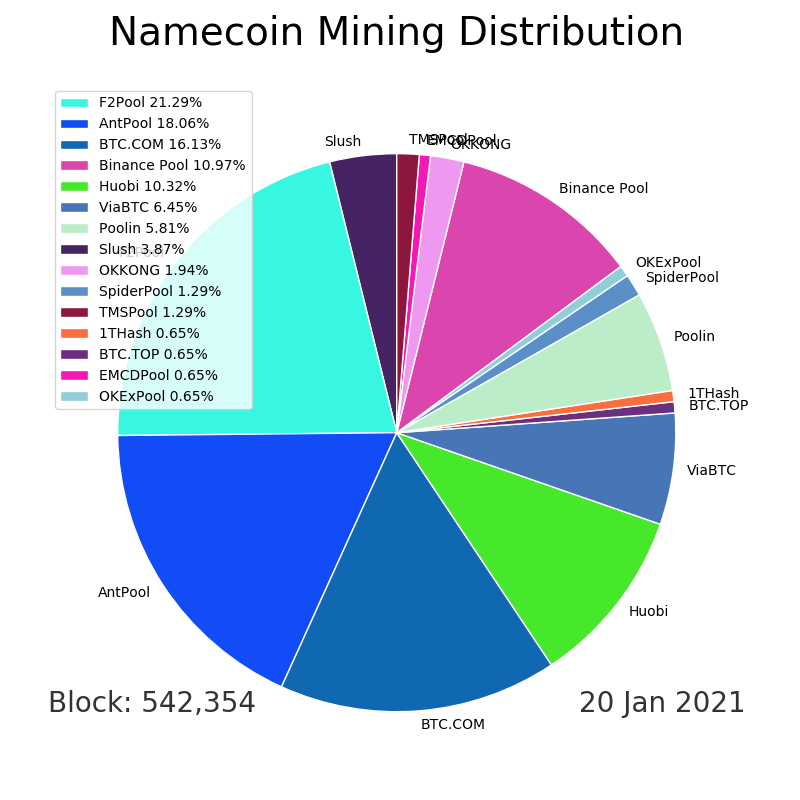 Namecoin Mining Distribution
F2Pool 21.29%
AntPool 18.06%
BTC.COM 16.13%
Binance Pool 10.97%
Huobi 10.32%
ViaBTC 6.45%
Poolin 5.81%
Slush 3.87%
OKKONG 1.94%
SpiderPool 1.29%
TMSPool 1.29%
1THash 0.65%
BTC.TOP 0.65%
EMCDPool 0.65%
OKExPool 0.65%
F2Pool
Slush
TMSPool
EMCDPool
OKKONG
Binance Pool
OKExPool
SpiderPool
Poolin
1THash
BTC.TOP
ViaBTC
Huobi
BTC.COM
AntPool
Block: 542,354
20 Jan 2021